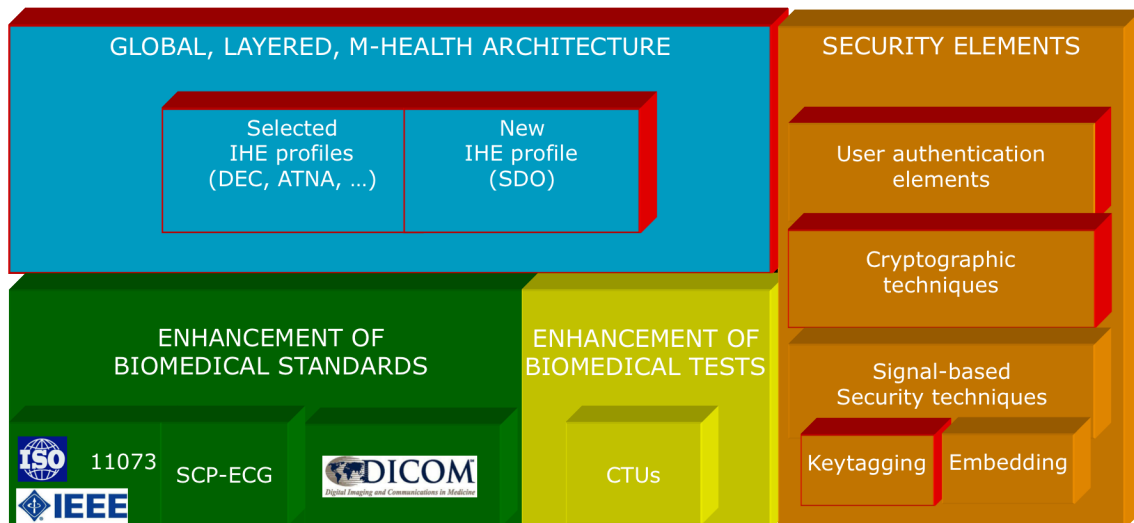 GLOBAL, LAYERED, M-HEALTH ARCHITECTURE
Selected
IHE profiles
(DEC, ATNA, …)
New
IHE profile
(SDO)
SECURITY ELEMENTS
User authentication
elements
Cryptographic
techniques
Signal-based
Security techniques
Keytagging
Embedding
ENHANCEMENT OF
BIOMEDICAL STANDARDS
ISO
11073
IEEE
SCP-ECG
DICOM
Digital Imaging and Communications in Medicine
ENHANCEMENT OF
BIOMEDICAL TESTS
CTUs